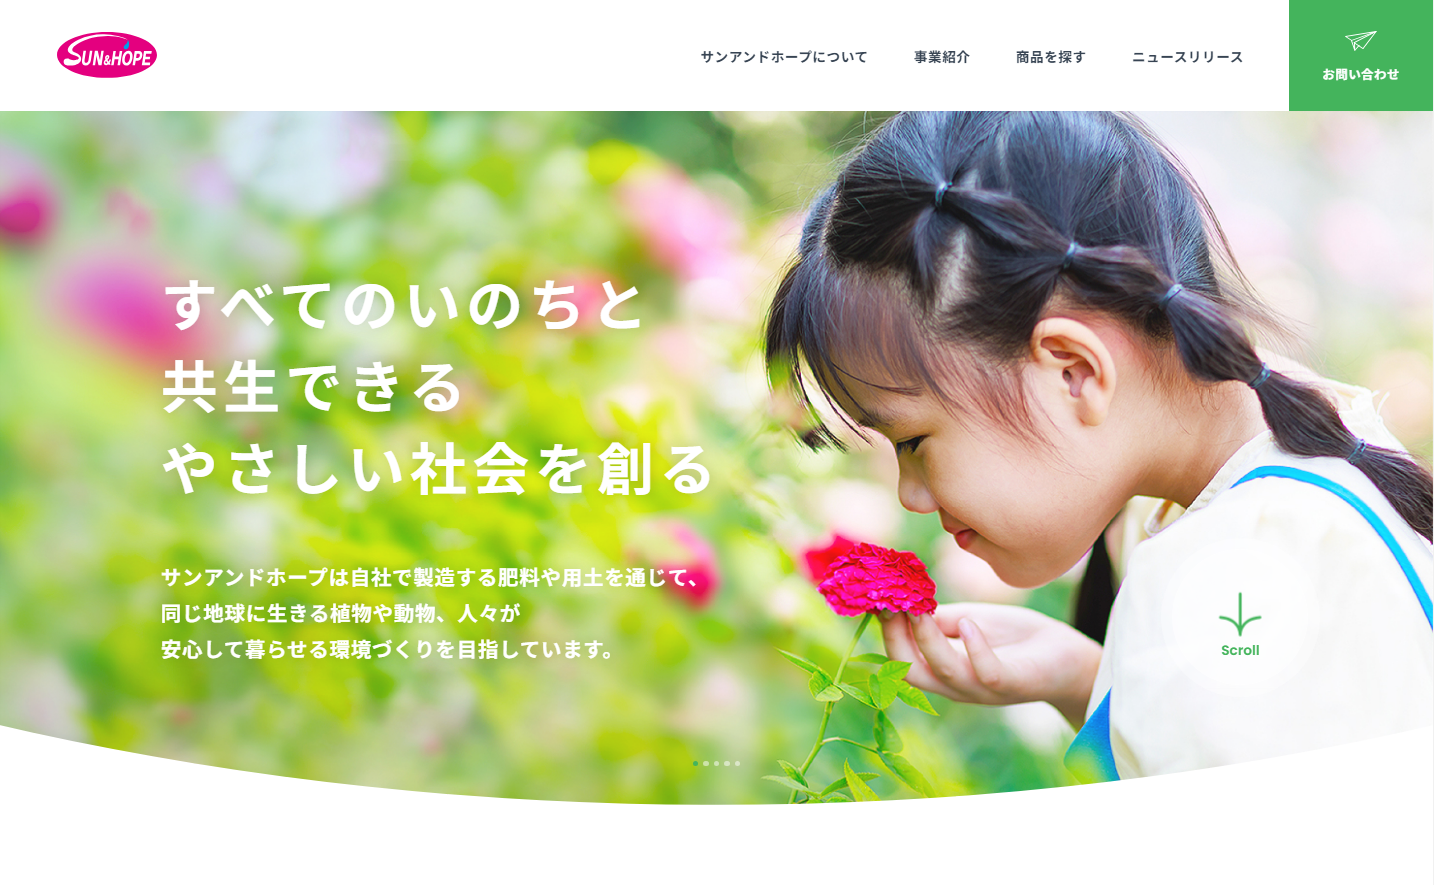 SUN&HOPE
サンアンドホープについて
事業紹介
商品を探す
ニュースリリース
お問い合わせ
すべてのいのちと
共生できる
やさしい社会を創る
サンアンドホープは自社で製造する肥料や用土を通じて、
同じ地球に生きる植物や動物、人々が
安心して暮らせる環境づくりを目指しています。
Scroll